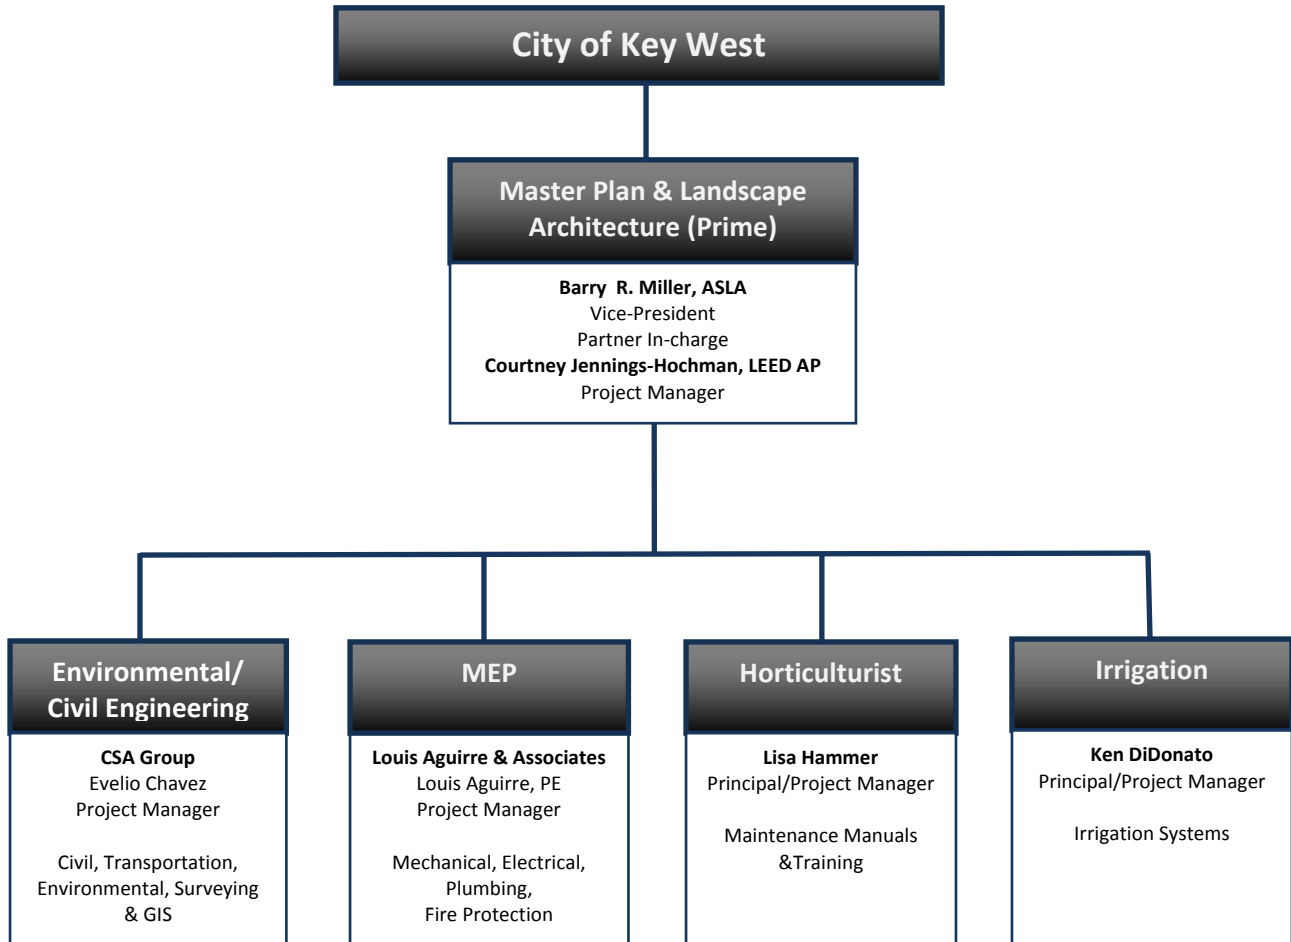 City of Key West
Master Plan & Landscape
Architecture (Prime)
Barry  R. Miller, ASLA
Vice-President
Partner In-charge
Courtney Jennings-Hochman, LEED AP
Project Manager
Environmental/
Civil Engineering
CSA Group
Evelio Chavez
Project Manager
Civil, Transportation,
Environmental, Surveying
& GIS
MEP
Louis Aguirre & Associates
Louis Aguirre, PE
Project Manager
Mechanical, Electrical,
Plumbing,
Fire Protection
Horticulturist
Lisa Hammer
Principal/Project Manager
Maintenance Manuals
&Training
Irrigation
Ken DiDonato
Principal/Project Manager
Irrigation Systems